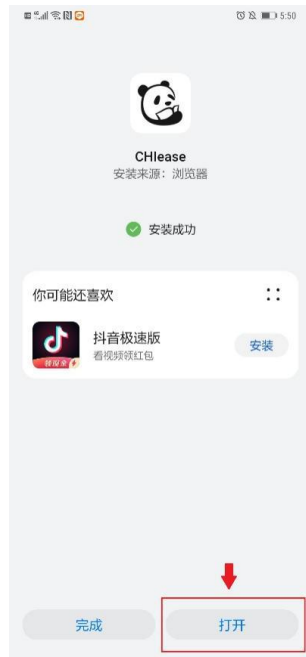 5:50
CHIease
安装来源：浏览器
安装成功
你可能还喜欢
抖音极速版
看视频领红包
安装
完成
打开